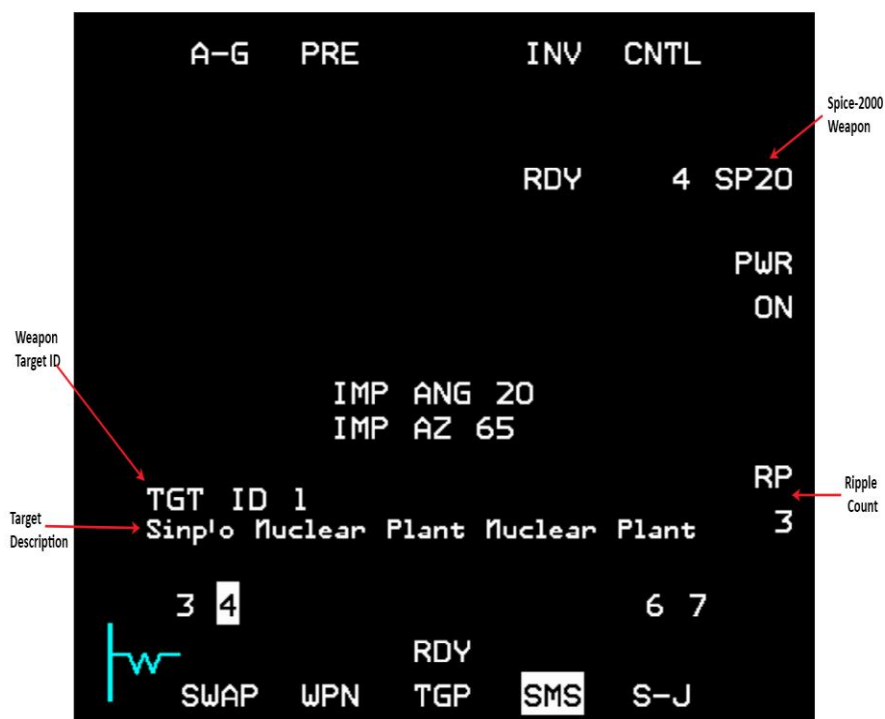 A-G PRE INV CNTL
Spice-2000
Weapon
RDY 4 SP20
PWR
ON
Weapon
Target ID
IMP ANG 20
IMP AZ 65
TGT ID 1
RP
Ripple
Count
Target
Description
Sinp'o Nuclear Plant Nuclear Plant
3
3 4 6 7
RDY
SWAP WPN TGP SMS S-J